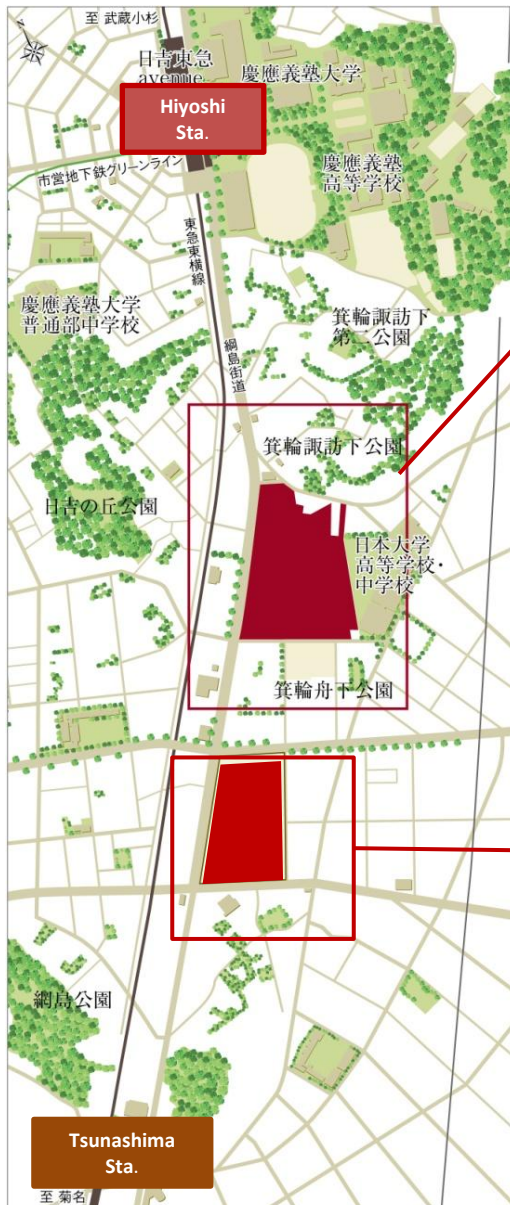 至 武蔵小杉
日吉東急
avenue
慶應義塾大学
Hiyoshi
Sta.
慶應義塾
高等学校
市営地下鉄グリーンライン
東急東横線
慶應義塾大学
普通部中学校
箕輪諏訪下
第二公園
綱島街道
箕輪諏訪下公園
日吉の丘公園
日本大学
高等学校・
中学校
箕輪舟下公園
綱島公園
Tsunashima
Sta.
至 菊名